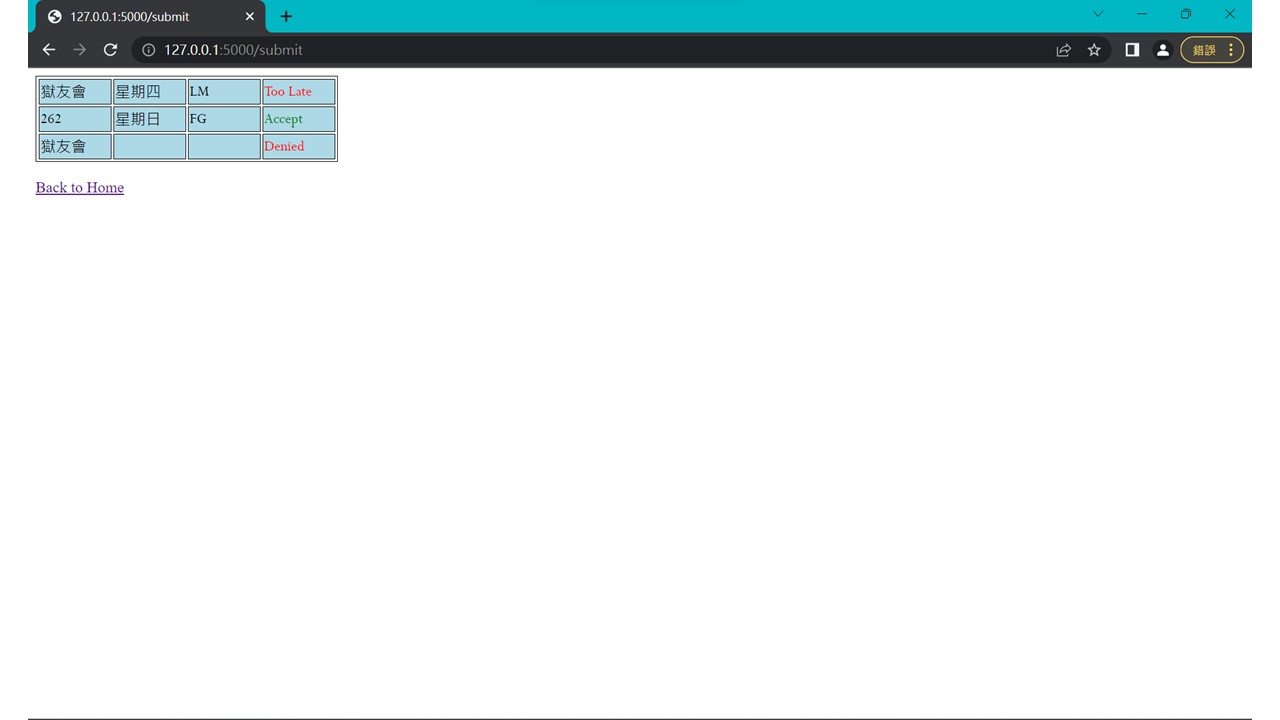 127.0.0.1:5000/submit
127.0.0.1:5000/submit
錯誤
獄友會 星期四 LM Too Late
262 星期日 FG Accept
獄友會 Denied
Back to Home